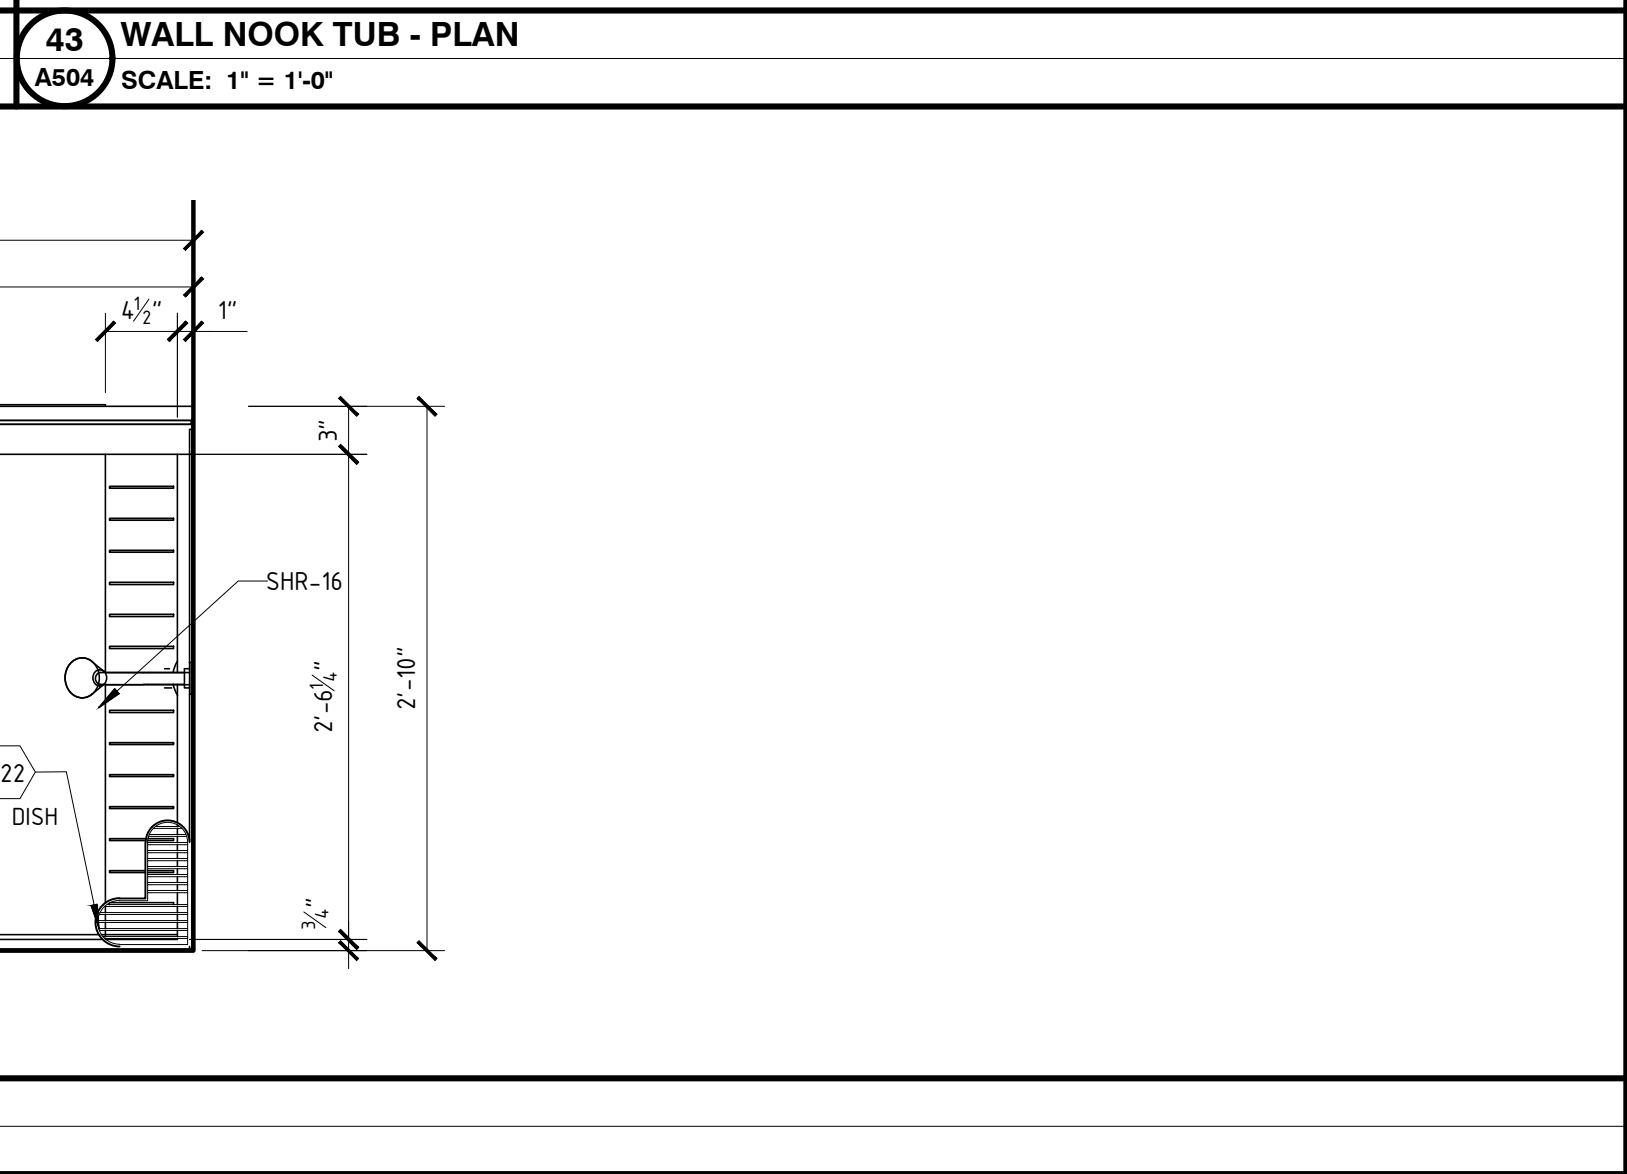 43
A504
WALL NOOK TUB - PLAN
SCALE: 1" = 1'-0"
4½"
1"
3"
SHR-16
2'-6¼"
2'-10"
22
DISH
¾"